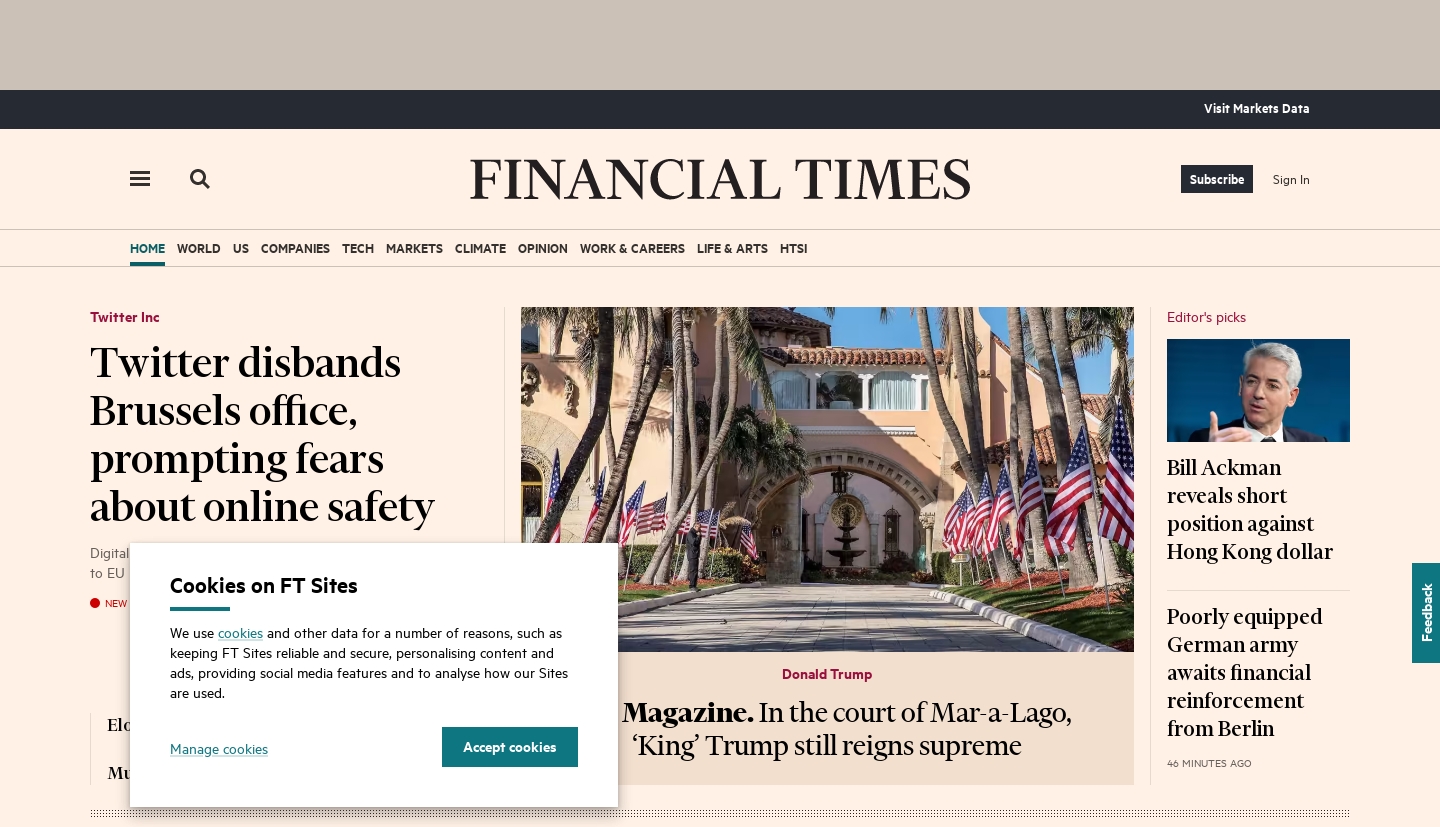 Visit Markets Data
FINANCIAL TIMES
Subscribe
Sign In
HOME WORLD US COMPANIES TECH MARKETS CLIMATE OPINION WORK & CAREERS LIFE & ARTS HTSI
Twitter Inc
Twitter disbands
Brussels office,
prompting fears
about online safety
Digital
to EU
NEW
Cookies on FT Sites
We use cookies and other data for a number of reasons, such as
keeping FT Sites reliable and secure, personalising content and
ads, providing social media features and to analyse how our Sites
are used.
Manage cookies
Accept cookies
Donald Trump
Magazine. In the court of Mar-a-Lago,
‘King’ Trump still reigns supreme
Editor's picks
Bill Ackman
reveals short
position against
Hong Kong dollar
Poorly equipped
German army
awaits financial
reinforcement
from Berlin
46 MINUTES AGO
Feedback